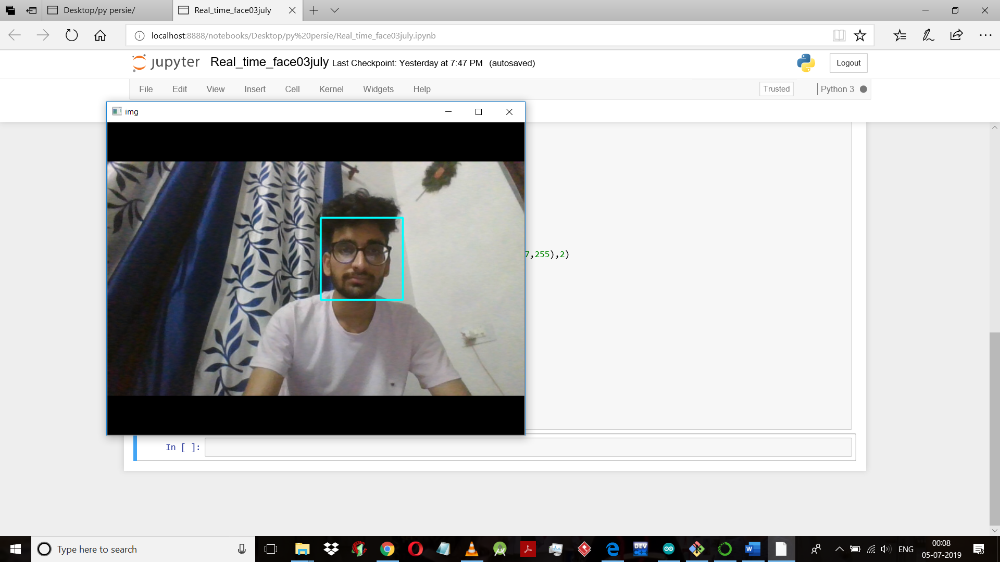 Desktop/py persie/
Real_time_face03july
localhost:8888/notebooks/Desktop/py%20persie/Real_time_face03july.ipynb
jupyter Real_time_face03july Last Checkpoint: Yesterday at 7:47 PM (autosaved)
Logout
File Edit View Insert Cell Kernel Widgets Help
Trusted
Python 3
img
7,255),2)
In [ ]:
Type here to search
DEV
C++
W
ENG
00:08
05-07-2019